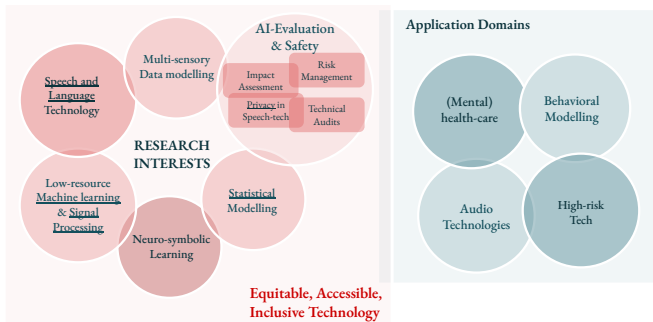 AI-Evaluation
& Safety
Impact
Assessment
Risk
Management
Privacy in
Speech-tech
Technical
Audits
Multi-sensory
Data modelling
Speech and
Language
Technology
RESEARCH
INTERESTS
Low-resource
Machine learning
& Signal
Processing
Statistical
Modelling
Neuro-symbolic
Learning
Equitable, Accessible,
Inclusive Technology
Application Domains
(Mental)
health-care
Behavioral
Modelling
Audio
Technologies
High-risk
Tech